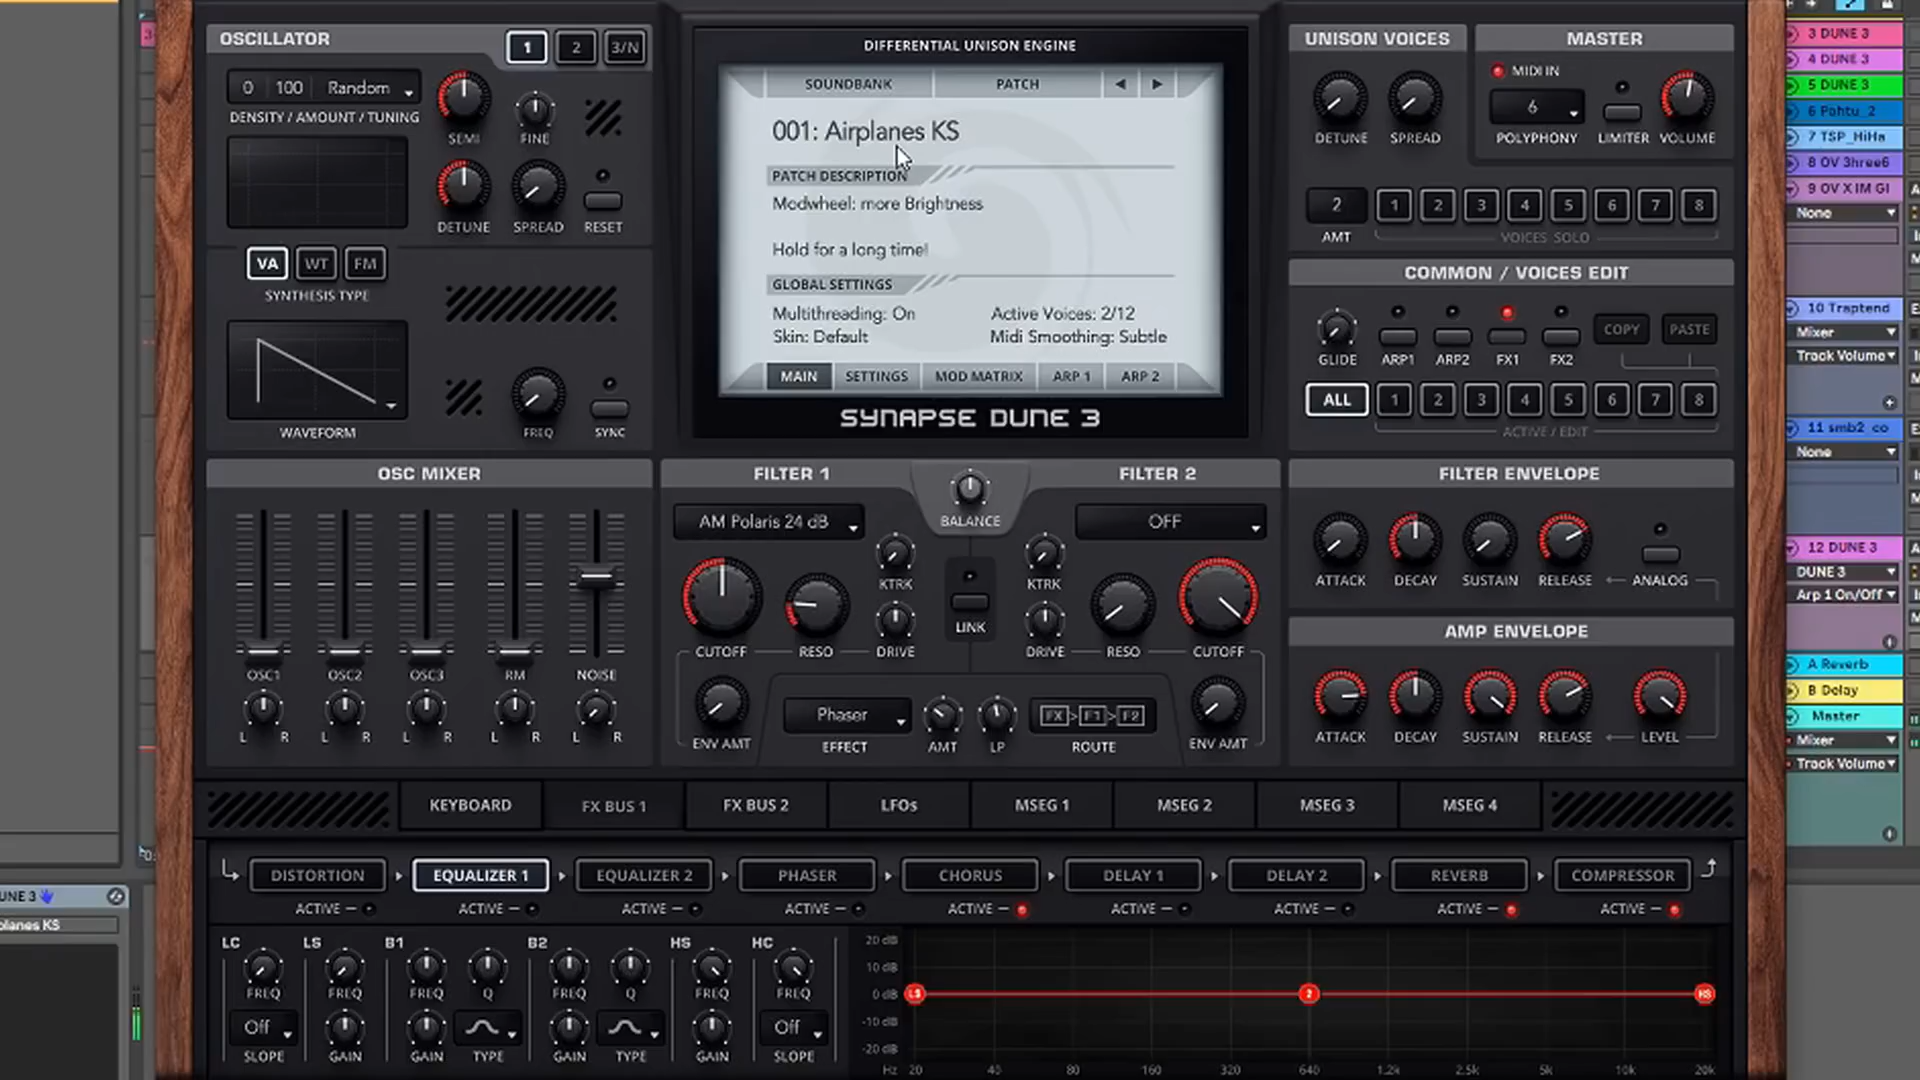 OSCILLATOR
1
2
3/N
0 100 Random
DENSITY / AMOUNT / TUNING
SEMI
FINE
DETUNE
SPREAD
RESET
VA
WT
FM
SYNTHESIS TYPE
WAVEFORM
FREQ
SYNC
DIFFERENTIAL UNISON ENGINE
SOUNDBANK
PATCH
001: Airplanes KS
PATCH DESCRIPTION
Modwheel: more Brightness
Hold for a long time!
GLOBAL SETTINGS
Multithreading: On
Active Voices: 2/12
Skin: Default
Midi Smoothing: Subtle
MAIN
SETTINGS
MOD MATRIX
ARP 1
ARP 2
SYNAPSE DUNE 3
UNISON VOICES
DETUNE
SPREAD
MASTER
MIDI IN
6
POLYPHONY
LIMITER
VOLUME
2
1 2 3 4 5 6 7 8
AMT
VOICES SOLO
COMMON / VOICES EDIT
GLIDE
ARP1
ARP2
FX1
FX2
COPY
PASTE
ALL
1 2 3 4 5 6 7 8
ACTIVE / EDIT
OSC MIXER
OSC1
OSC2
OSC3
RM
NOISE
L R
L R
L R
L R
L R
FILTER 1
BALANCE
FILTER 2
AM Polaris 24 dB
OFF
KTRK
KTRK
LINK
CUTOFF
RESO
DRIVE
DRIVE
RESO
CUTOFF
Phaser
FX > F1 > F2
ENV AMT
EFFECT
AMT
LP
ROUTE
ENV AMT
FILTER ENVELOPE
ATTACK
DECAY
SUSTAIN
RELEASE
ANALOG
AMP ENVELOPE
ATTACK
DECAY
SUSTAIN
RELEASE
LEVEL
KEYBOARD
FX BUS 1
FX BUS 2
LFOs
MSEG 1
MSEG 2
MSEG 3
MSEG 4
DISTORTION
EQUALIZER 1
EQUALIZER 2
PHASER
CHORUS
DELAY 1
DELAY 2
REVERB
COMPRESSOR
ACTIVE
ACTIVE
ACTIVE
ACTIVE
ACTIVE
ACTIVE
ACTIVE
ACTIVE
ACTIVE
LC
LS
B1
B2
HS
HC
FREQ
FREQ
FREQ
Q
FREQ
Q
FREQ
FREQ
Off
Off
SLOPE
GAIN
GAIN
TYPE
GAIN
TYPE
GAIN
SLOPE
20 dB
10 dB
0 dB
-10 dB
-20 dB
LS
2
HS
Hz 20 40 80 160 320 640 1.2k 2.5k 5k 10k 20k
3 DUNE 3
4 DUNE 3
5 DUNE 3
6 Pahtu_2
7 TSP_HiHa
8 OV 3hree6
9 OV X IM GI
None
10 Traptend
Mixer
Track Volume
11 smb2_co
None
12 DUNE 3
DUNE 3
Arp 1 On/Off
A Reverb
B Delay
Master
Mixer
Track Volume
UNE 3
planes KS